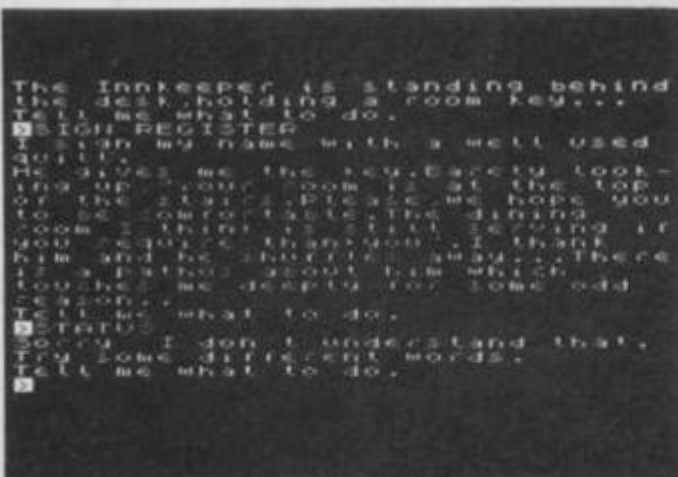 The Innkeeper is standing behind
the desk,holding a room key...
Tell me what to do.
>SIGN REGISTER
I sign my name with a well used
quill.
He gives me the key,barely look-
ing up ,our room is at the top
of the stairs.Please we hope you
to be comfortable.The dining
room i think is still serving if
you require thank-you .I thank
him and he shuffles away...There
is a pathos about him which
touches me deeply for some odd
reason..
Tell me what to do.
>STATUS
Sorry I don t understand that.
Try some different words.
Tell me what to do.
>